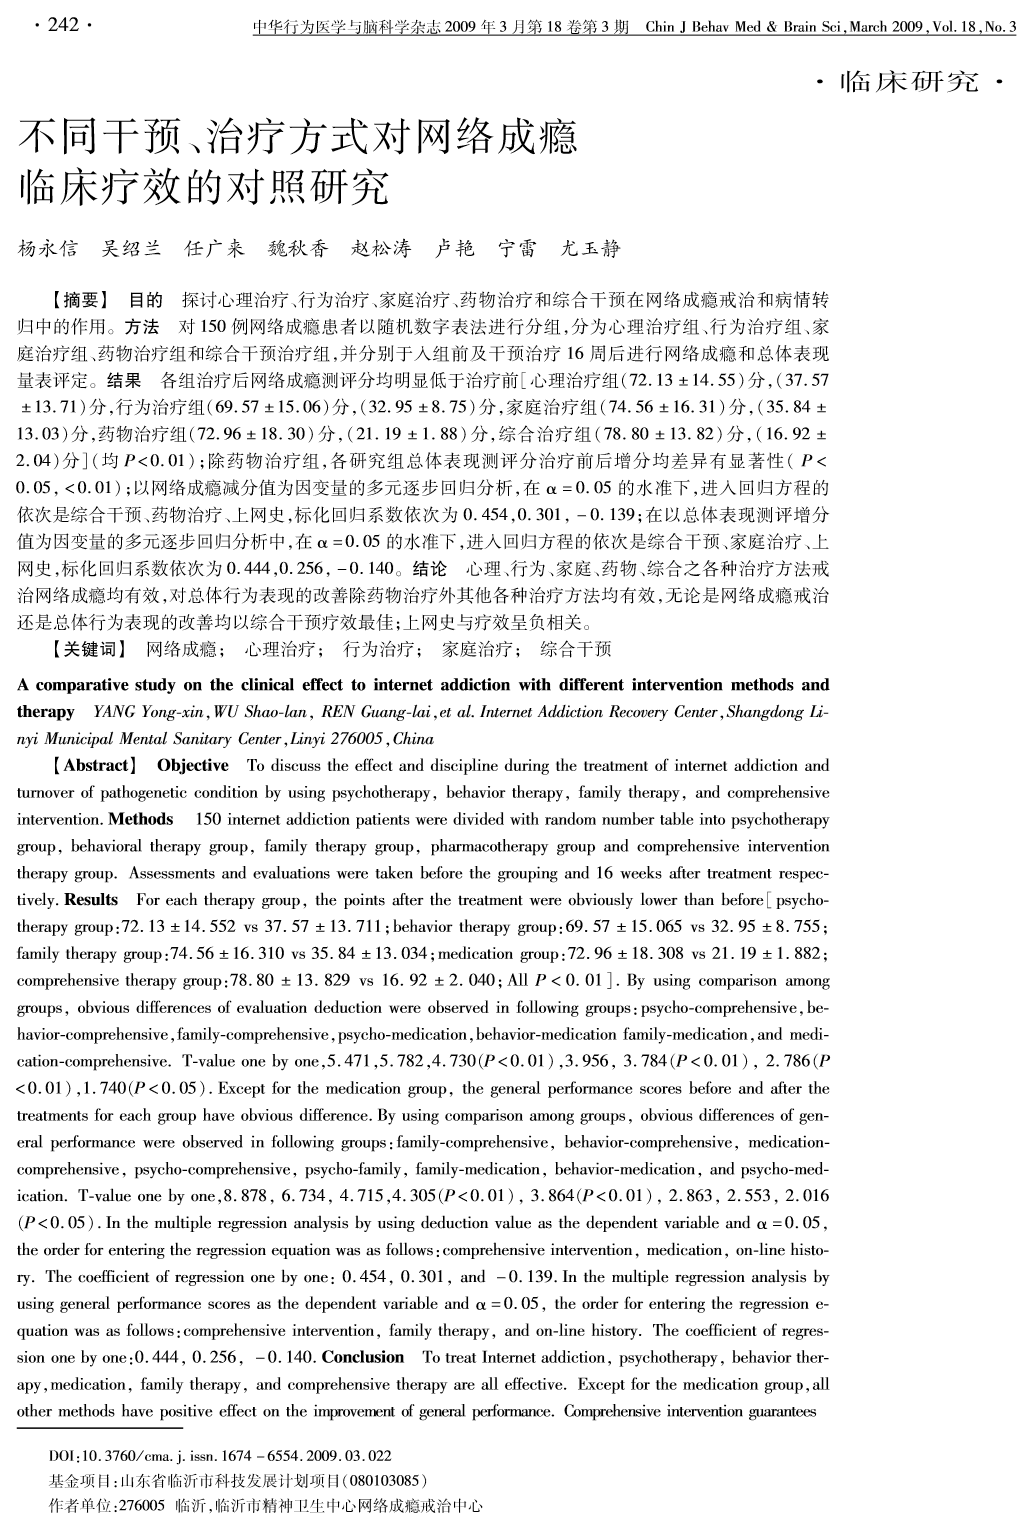 · 242 ·
中华行为医学与脑科学杂志 2009 年 3 月第 18 卷第 3 期 Chin J Behav Med & Brain Sci, March 2009, Vol. 18, No. 3
· 临床研究 ·
不同干预、治疗方式对网络成瘾
临床疗效的对照研究
杨永信 吴绍兰 任广来 魏秋香 赵松涛 卢艳 宁雷 尤玉静
【摘要】 目的 探讨心理治疗、行为治疗、家庭治疗、药物治疗和综合干预在网络成瘾戒治和病情转
归中的作用。方法 对 150 例网络成瘾患者以随机数字表法进行分组,分为心理治疗组、行为治疗组、家
庭治疗组、药物治疗组和综合干预治疗组,并分别于入组前及干预治疗 16 周后进行网络成瘾和总体表现
量表评定。结果 各组治疗后网络成瘾测评分均明显低于治疗前[心理治疗组(72.13 ±14.55)分,(37.57
±13.71)分,行为治疗组(69.57 ±15.06)分,(32.95 ±8.75)分,家庭治疗组(74.56 ±16.31)分,(35.84 ±
13.03)分,药物治疗组(72.96 ±18.30)分,(21.19 ±1.88)分,综合治疗组(78.80 ±13.82)分,(16.92 ±
2.04)分](均 P<0.01);除药物治疗组,各研究组总体表现测评分治疗前后增分均差异有显著性( P<
0.05, <0.01);以网络成瘾减分值为因变量的多元逐步回归分析,在 α =0.05 的水准下,进入回归方程的
依次是综合干预、药物治疗、上网史,标化回归系数依次为 0.454,0.301, -0.139;在以总体表现测评增分
值为因变量的多元逐步回归分析中,在 α =0.05 的水准下,进入回归方程的依次是综合干预、家庭治疗、上
网史,标化回归系数依次为 0.444,0.256, -0.140。结论 心理、行为、家庭、药物、综合之各种治疗方法戒
治网络成瘾均有效,对总体行为表现的改善除药物治疗外其他各种治疗方法均有效,无论是网络成瘾戒治
还是总体行为表现的改善均以综合干预疗效最佳;上网史与疗效呈负相关。
【关键词】 网络成瘾; 心理治疗; 行为治疗; 家庭治疗; 综合干预
A comparative study on the clinical effect to internet addiction with different intervention methods and
therapy YANG Yong-xin, WU Shao-lan, REN Guang-lai, et al. Internet Addiction Recovery Center, Shangdong Li-
nyi Municipal Mental Sanitary Center, Linyi 276005, China
【Abstract】 Objective To discuss the effect and discipline during the treatment of internet addiction and
turnover of pathogenetic condition by using psychotherapy, behavior therapy, family therapy, and comprehensive
intervention. Methods 150 internet addiction patients were divided with random number table into psychotherapy
group, behavioral therapy group, family therapy group, pharmacotherapy group and comprehensive intervention
therapy group. Assessments and evaluations were taken before the grouping and 16 weeks after treatment respec-
tively. Results For each therapy group, the points after the treatment were obviously lower than before[psycho-
therapy group:72.13 ±14.552 vs 37.57 ±13.711; behavior therapy group:69.57 ±15.065 vs 32.95 ±8.755;
family therapy group:74.56 ±16.310 vs 35.84 ±13.034; medication group:72.96 ±18.308 vs 21.19 ±1.882;
comprehensive therapy group:78.80 ±13.829 vs 16.92 ±2.040; All P <0.01]. By using comparison among
groups, obvious differences of evaluation deduction were observed in following groups: psycho-comprehensive, be-
havior-comprehensive, family-comprehensive, psycho-medication, behavior-medication family-medication, and medi-
cation-comprehensive. T-value one by one,5.471,5.782,4.730(P<0.01),3.956, 3.784(P<0.01), 2.786(P
<0.01),1.740(P<0.05). Except for the medication group, the general performance scores before and after the
treatments for each group have obvious difference. By using comparison among groups, obvious differences of gen-
eral performance were observed in following groups: family-comprehensive, behavior-comprehensive, medication-
comprehensive, psycho-comprehensive, psycho-family, family-medication, behavior-medication, and psycho-med-
ication. T-value one by one,8.878, 6.734, 4.715,4.305(P<0.01), 3.864(P<0.01), 2.863, 2.553, 2.016
(P<0.05). In the multiple regression analysis by using deduction value as the dependent variable and α =0.05,
the order for entering the regression equation was as follows: comprehensive intervention, medication, on-line histo-
ry. The coefficient of regression one by one: 0.454, 0.301, and -0.139. In the multiple regression analysis by
using general performance scores as the dependent variable and α =0.05, the order for entering the regression e-
quation was as follows: comprehensive intervention, family therapy, and on-line history. The coefficient of regres-
sion one by one:0.444, 0.256, -0.140. Conclusion To treat Internet addiction, psychotherapy, behavior ther-
apy, medication, family therapy, and comprehensive therapy are all effective. Except for the medication group, all
other methods have positive effect on the improvement of general performance. Comprehensive intervention guarantees
DOI:10.3760/cma.j.issn.1674-6554.2009.03.022
基金项目:山东省临沂市科技发展计划项目(080103085)
作者单位:276005 临沂,临沂市精神卫生中心网络成瘾戒治中心